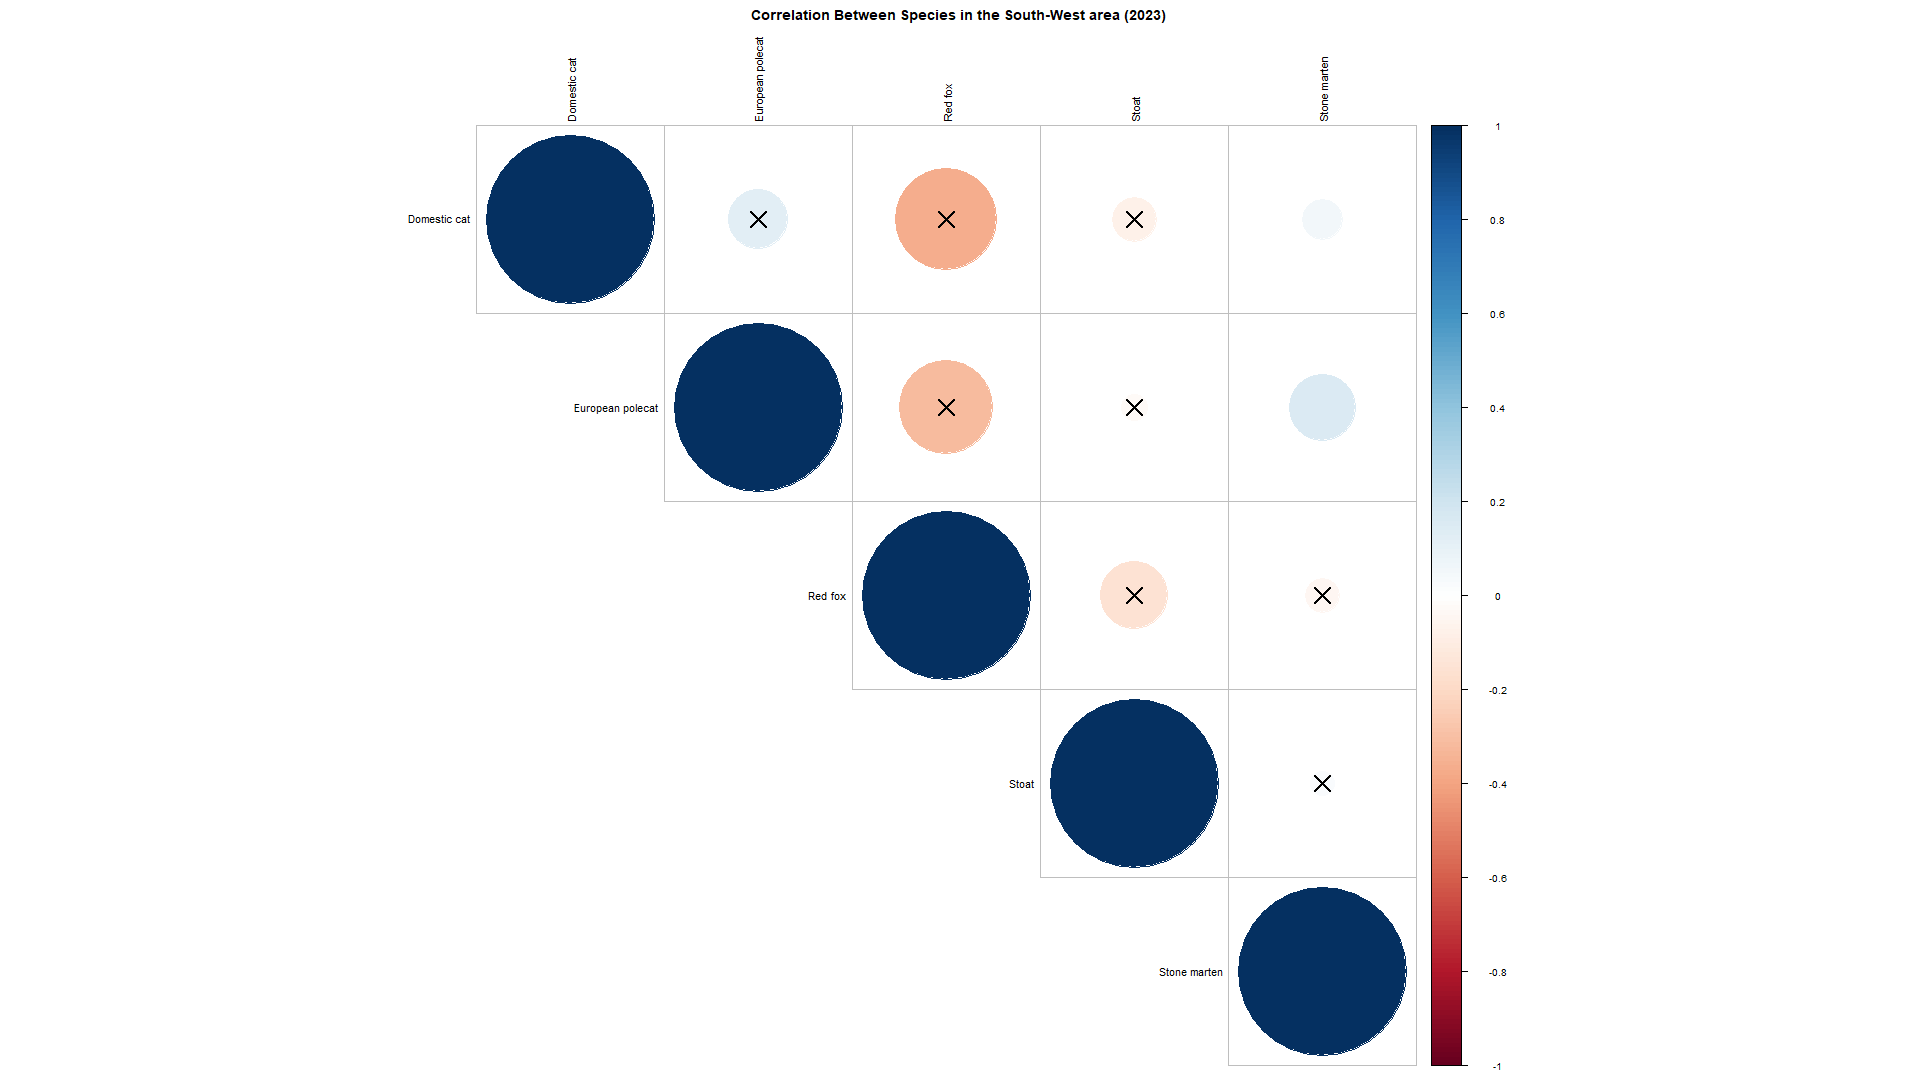 Correlation Between Species in the South-West area (2023)
Domestic cat
European polecat
Red fox
Stoat
Stone marten
Domestic cat
European polecat
Red fox
Stoat
Stone marten
1
0.8
0.6
0.4
0.2
0
-0.2
-0.4
-0.6
-0.8
-1